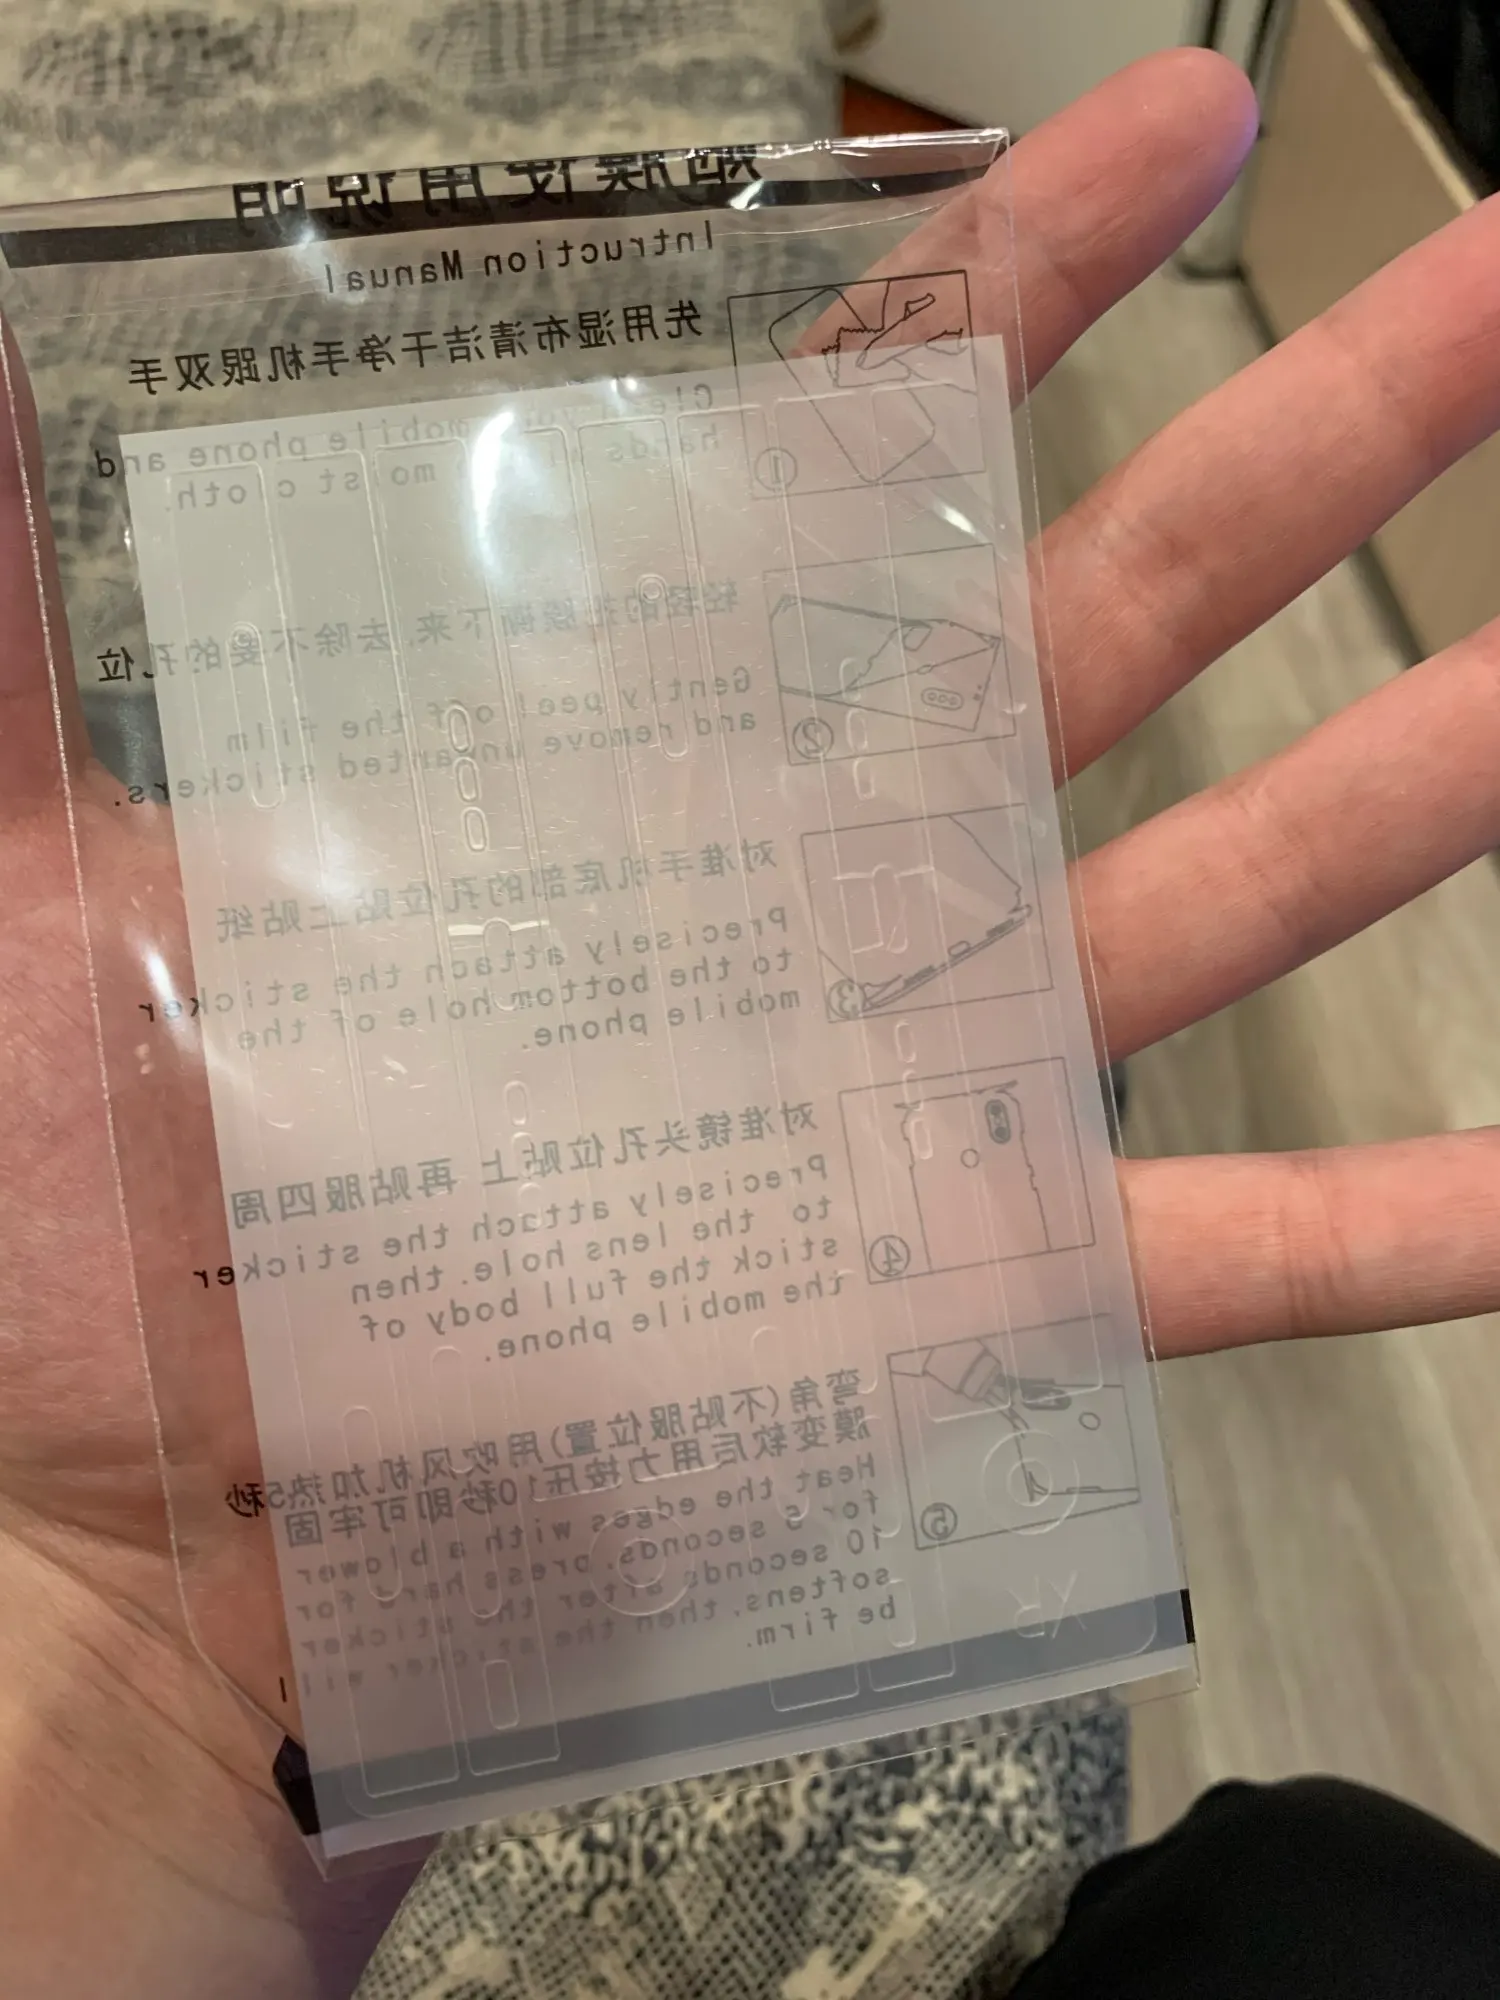 贴膜使用说明
Intruction Manual
先用湿布清洁干净手机跟双手
Clean your mobile phone and
hands with a moist cloth.
①
轻轻的把膜撕下来,去除不要的孔位
Gently peel off the film
and remove unwanted stickers.
②
对准手机底部的孔位贴上贴纸
Precisely attach the sticker
to the bottom hole of the
mobile phone.
③
对准镜头孔位贴上 再贴服四周
Precisely attach the sticker
to the lens hole. then
stick the full body of
the mobile phone.
④
弯角(不贴服位置)用吹风机加热5秒
膜变软后用力按压10秒即可牢固
Heat the edges with a blower
for 5 seconds, press hard for
10 seconds after the sticker
softens, then the sticker will
be firm.
⑤
XR